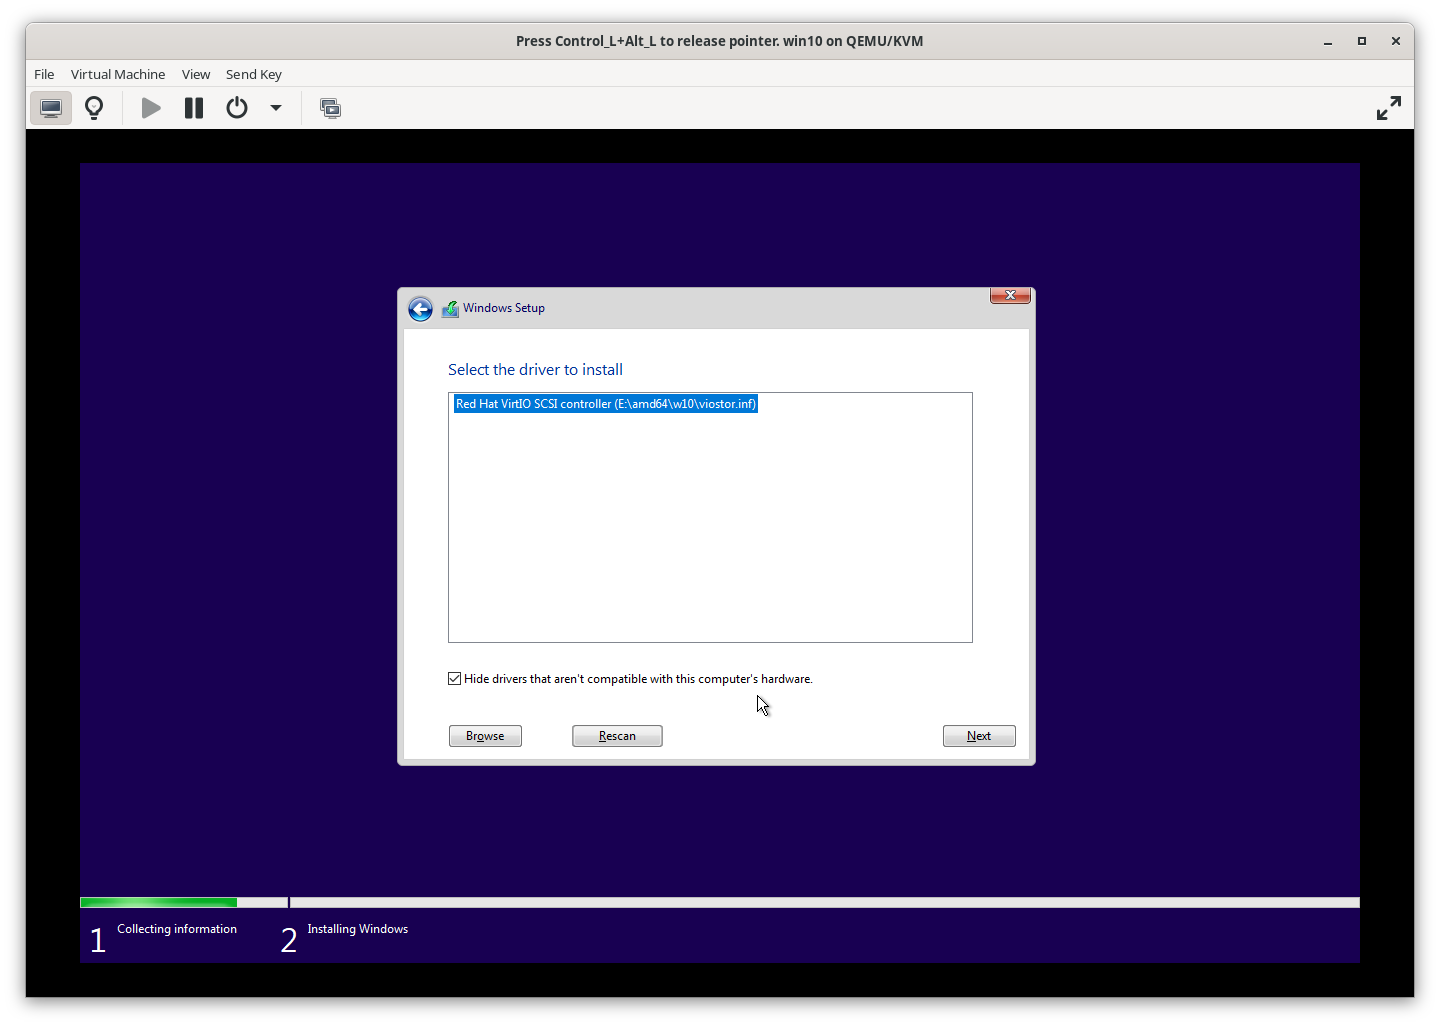 Press Control_L+Alt_L to release pointer. win10 on QEMU/KVM
File Virtual Machine View Send Key
Windows Setup
Select the driver to install
Red Hat VirtIO SCSI controller (E:\amd64\w10\viostor.inf)
Hide drivers that aren't compatible with this computer's hardware.
Browse Rescan Next
1 Collecting information 2 Installing Windows